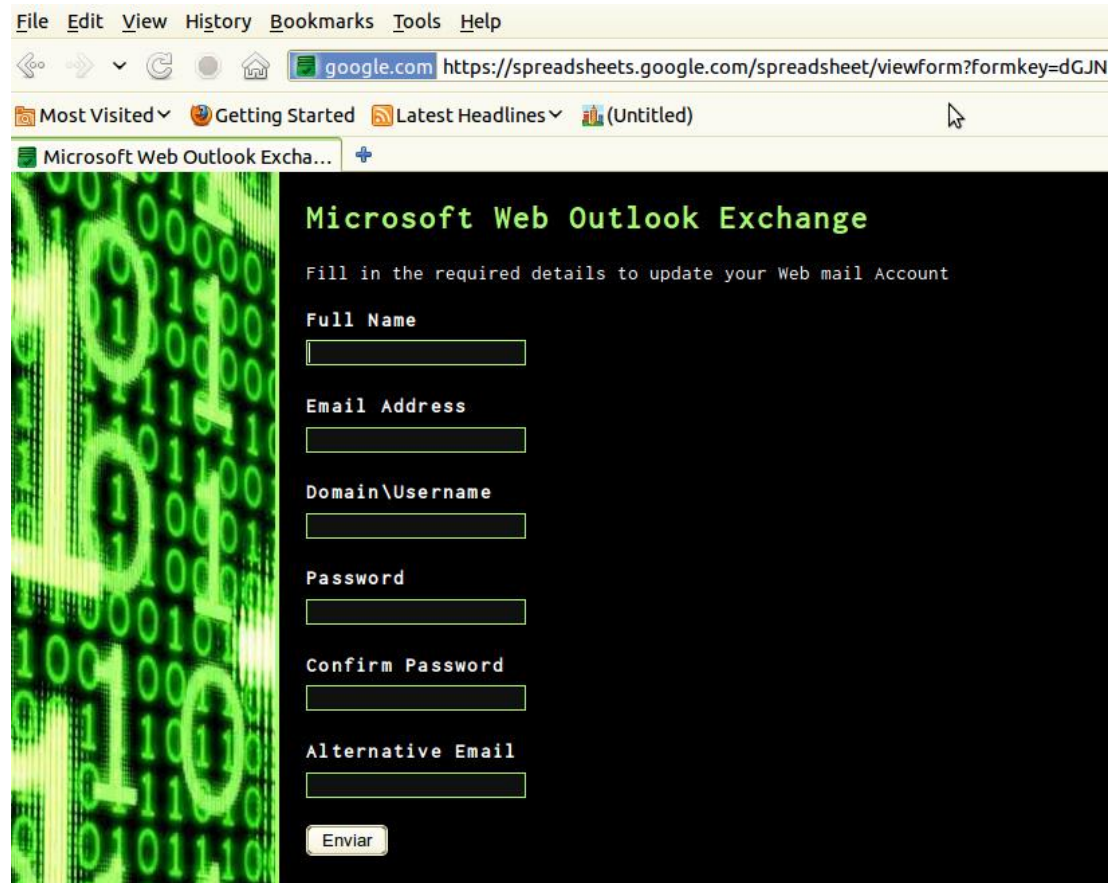 File Edit View History Bookmarks Tools Help
google.com https://spreadsheets.google.com/spreadsheet/viewform?formkey=dGJN
Most Visited Getting Started Latest Headlines (Untitled)
Microsoft Web Outlook Excha...
Microsoft Web Outlook Exchange
Fill in the required details to update your Web mail Account
Full Name
Email Address
Domain\Username
Password
Confirm Password
Alternative Email
Enviar